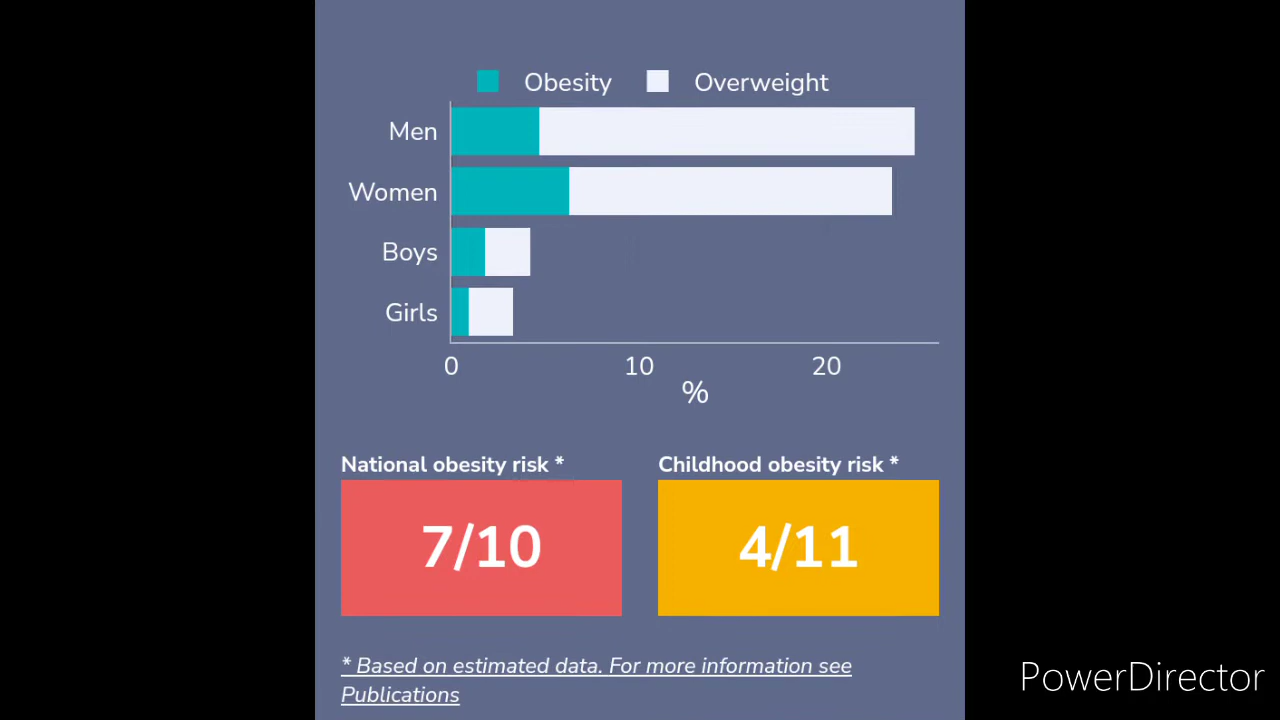 Obesity Overweight
Men
Women
Boys
Girls
0 10 20
%
National obesity risk * Childhood obesity risk *
7/10 4/11
* Based on estimated data. For more information see
Publications
PowerDirector